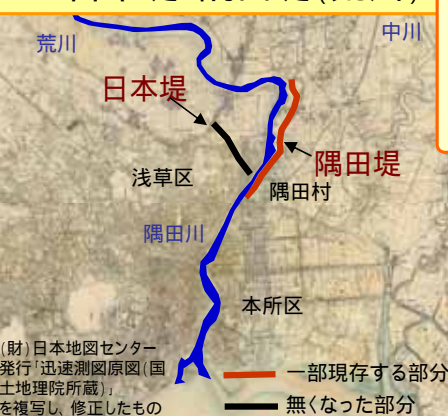 荒川
中川
日本堤
隅田堤
浅草区
隅田村
隅田川
本所区
(財)日本地図センター
発行「迅速測図原図(国
土地理院所蔵)」
を複写し、修正したもの
一部現存する部分
無くなった部分